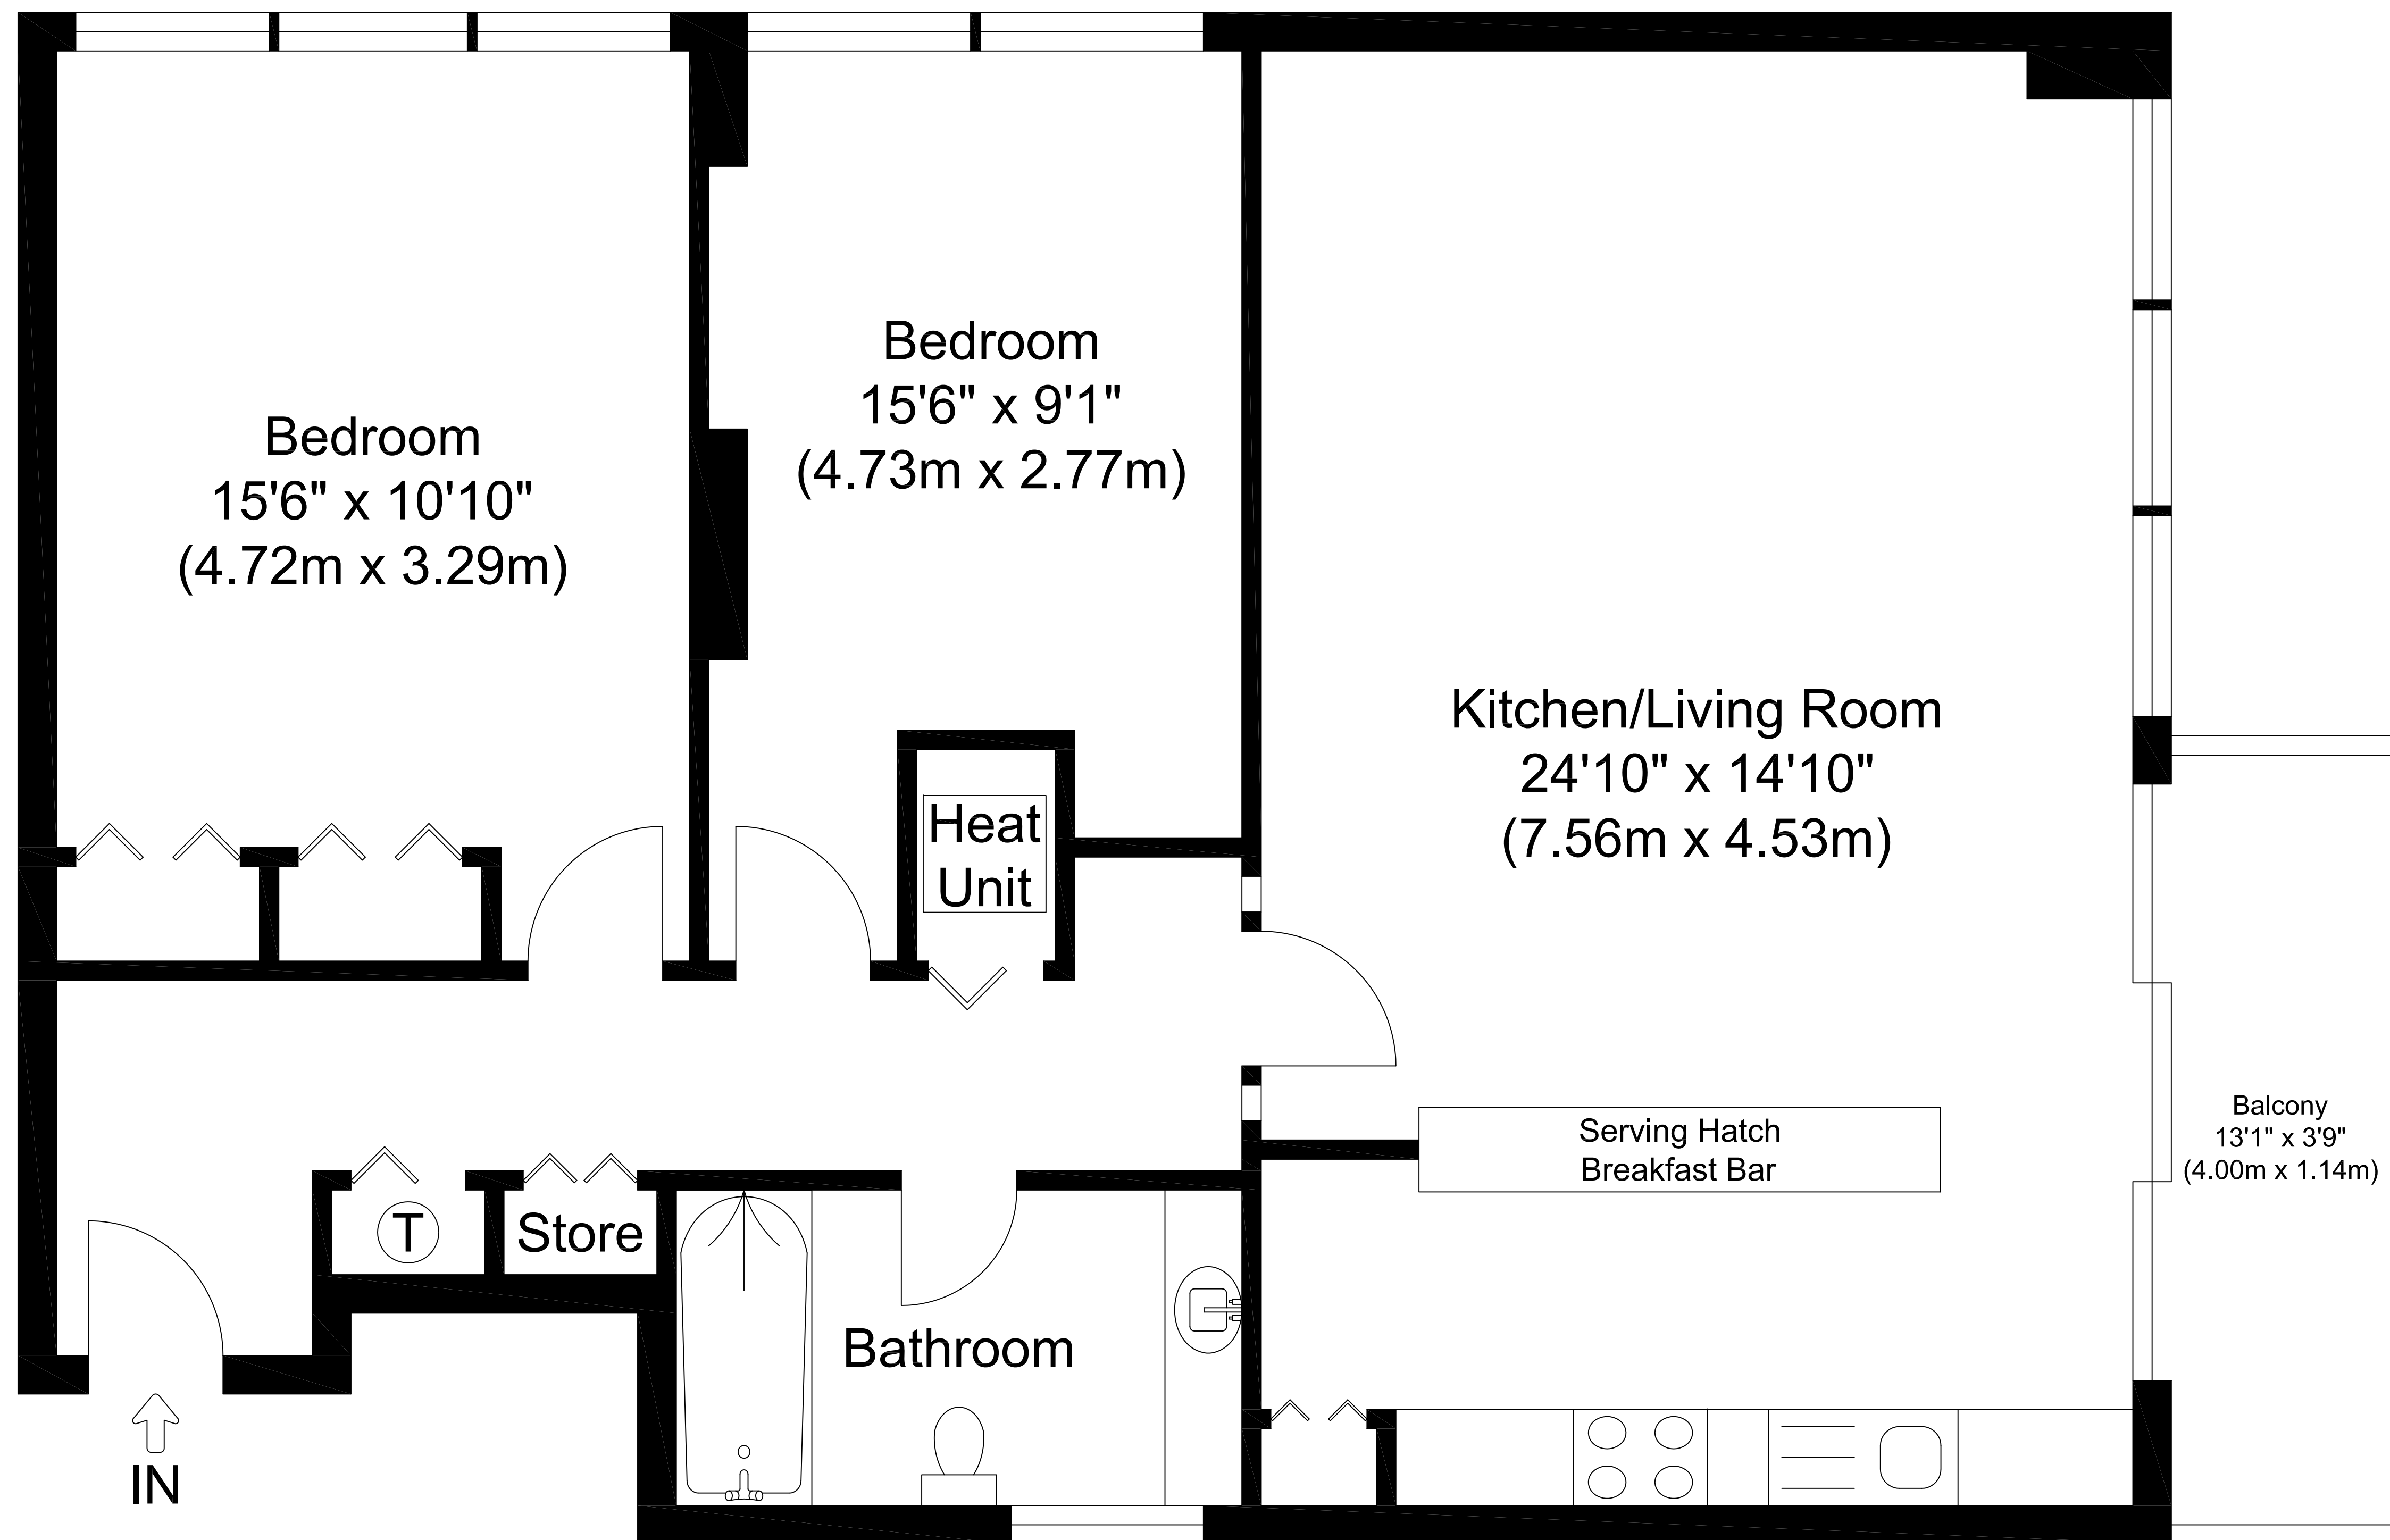 Bedroom
15'6" x 10'10"
(4.72m x 3.29m)
Bedroom
15'6" x 9'1"
(4.73m x 2.77m)
Kitchen/Living Room
24'10" x 14'10"
(7.56m x 4.53m)
Heat
Unit
Serving Hatch
Breakfast Bar
Balcony
13'1" x 3'9"
(4.00m x 1.14m)
T
Store
Bathroom
IN